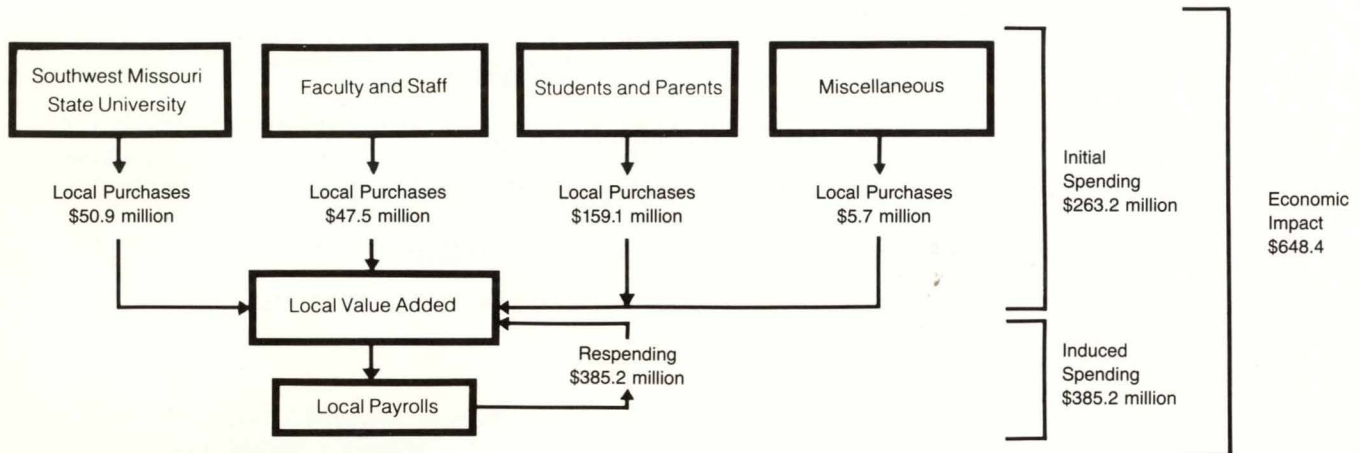 Southwest Missouri
State University
Faculty and Staff
Students and Parents
Miscellaneous
Local Purchases
$50.9 million
Local Purchases
$47.5 million
Local Purchases
$159.1 million
Local Purchases
$5.7 million
Initial
Spending
$263.2 million
Economic
Impact
$648.4
Local Value Added
Respending
$385.2 million
Induced
Spending
$385.2 million
Local Payrolls